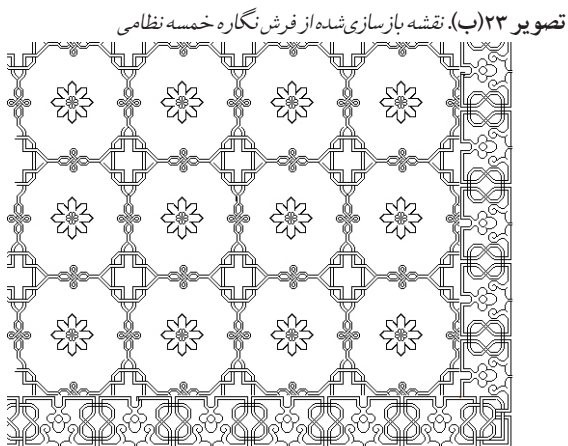 تصویر ۲۳(ب). نقشه بازسازی‌شده از فرش نگاره خمسه نظامی